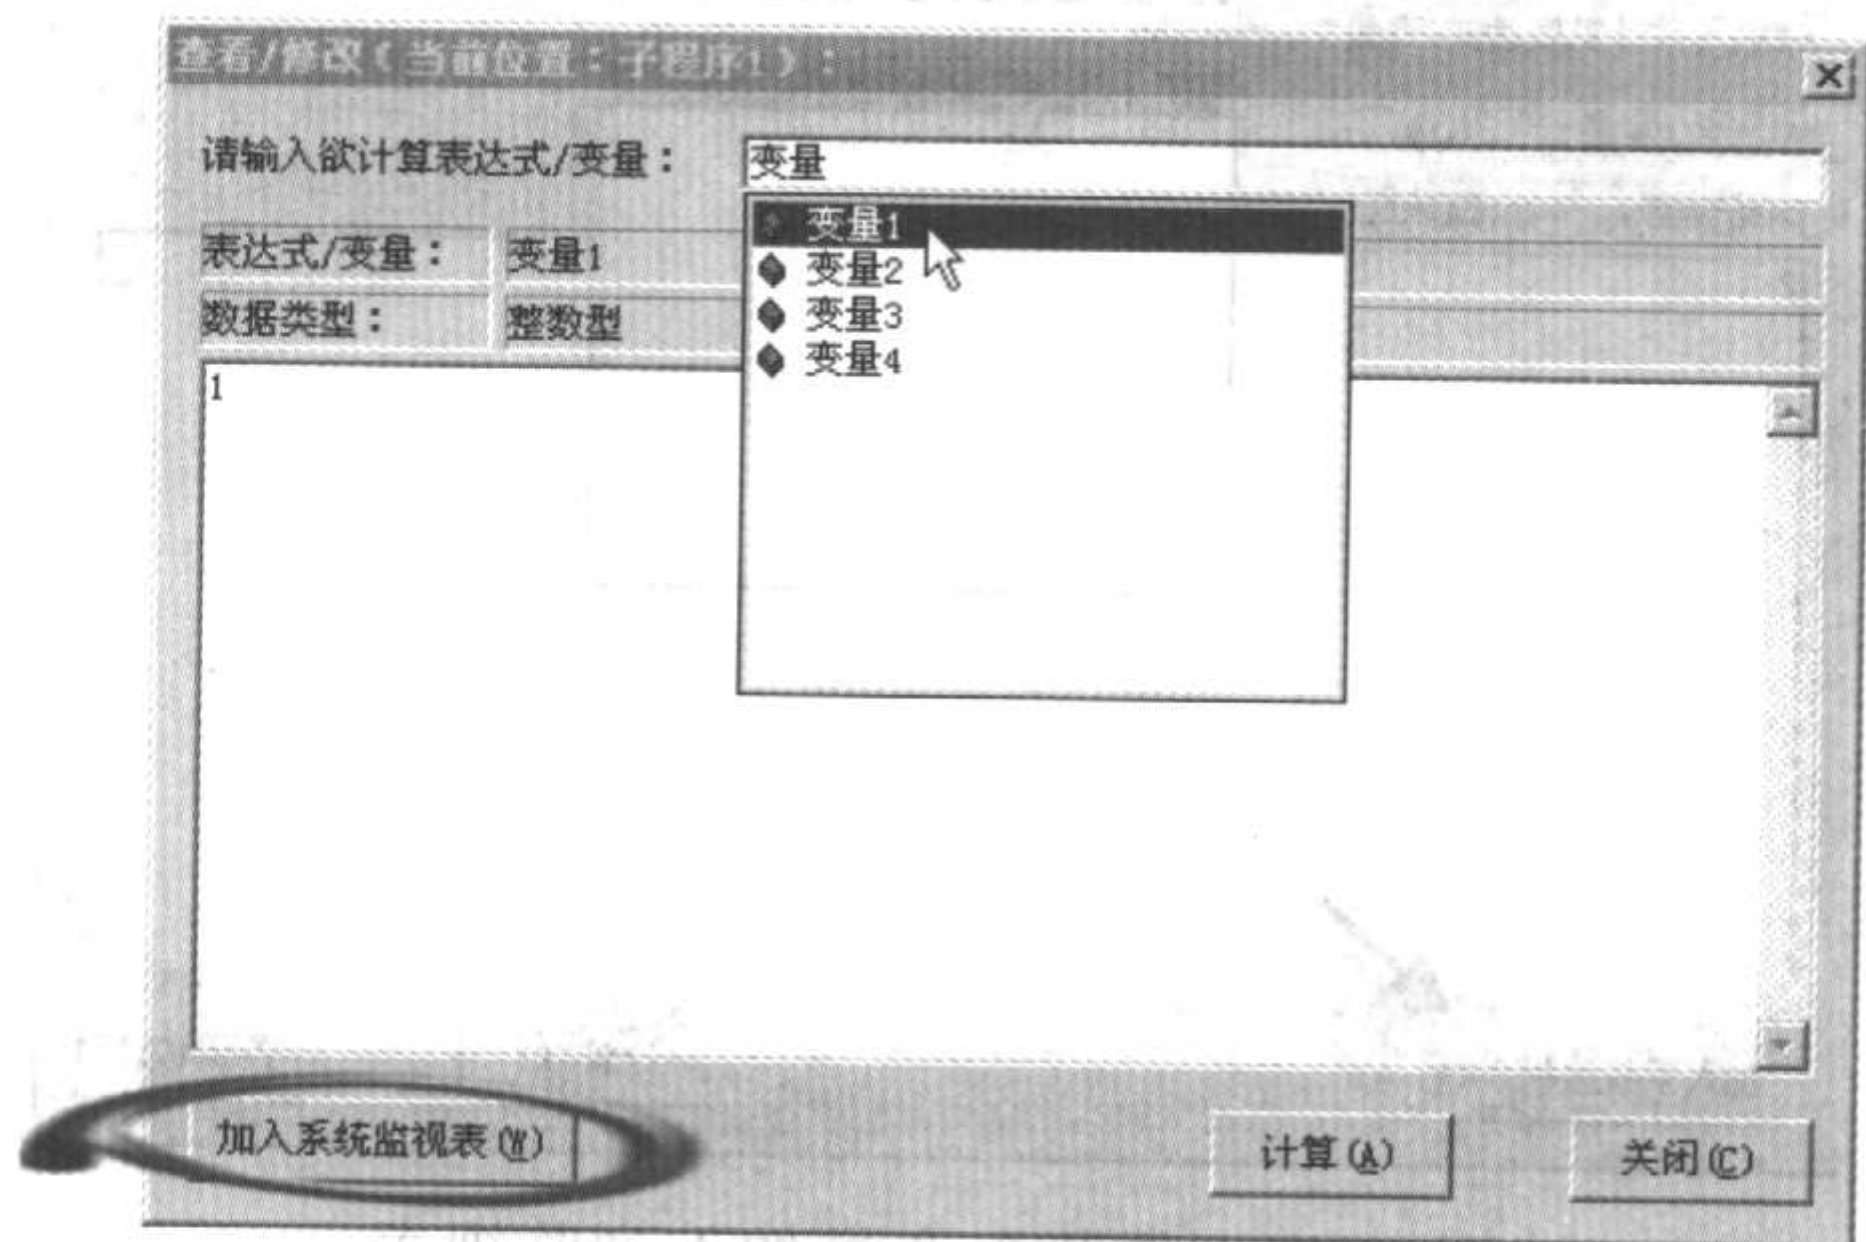 查看/修改(当前位置:子程序1):
请输入欲计算表达式/变量: 变量
变量1
变量2
变量3
变量4
表达式/变量: 变量1
数据类型: 整数型
1
加入系统监视表(W)
计算(A)
关闭(C)